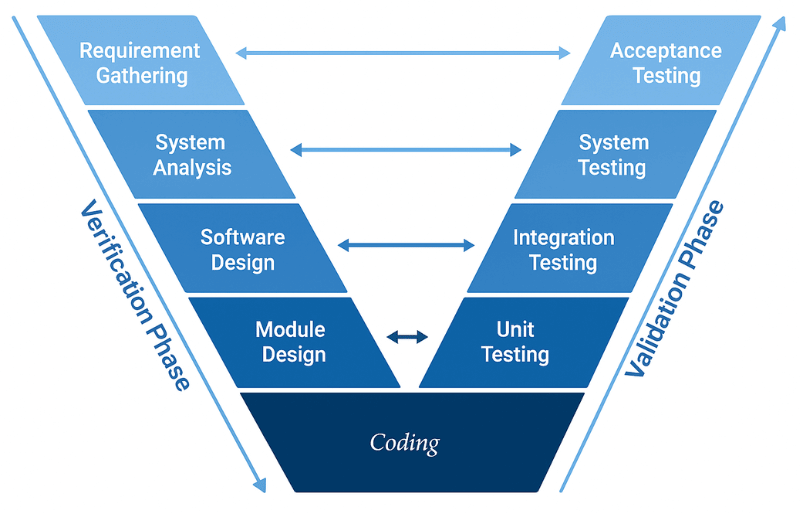 Requirement
Gathering
Acceptance
Testing
System
Analysis
System
Testing
Software
Design
Integration
Testing
Module
Design
Unit
Testing
Coding
Verification Phase
Validation Phase